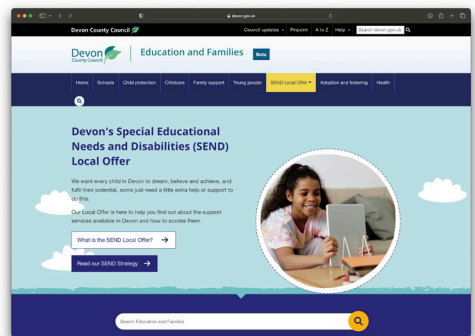 devon.gov.uk
Devon County Council
Council updates
Pinpoint
A to Z
Help
Search devon.gov.uk
Devon
County Council
Education and Families
Beta
Home
Schools
Child protection
Childcare
Family support
Young people
SEND Local Offer
Adoption and fostering
Health
Devon's Special Educational
Needs and Disabilities (SEND)
Local Offer
We want every child in Devon to dream, believe and achieve, and
fulfil their potential, some just need a little extra help or support to
do this.
Our Local Offer is here to help you find out about the support
services available in Devon and how to access them.
What is the SEND Local Offer?
Read our SEND Strategy
Search Education and Families